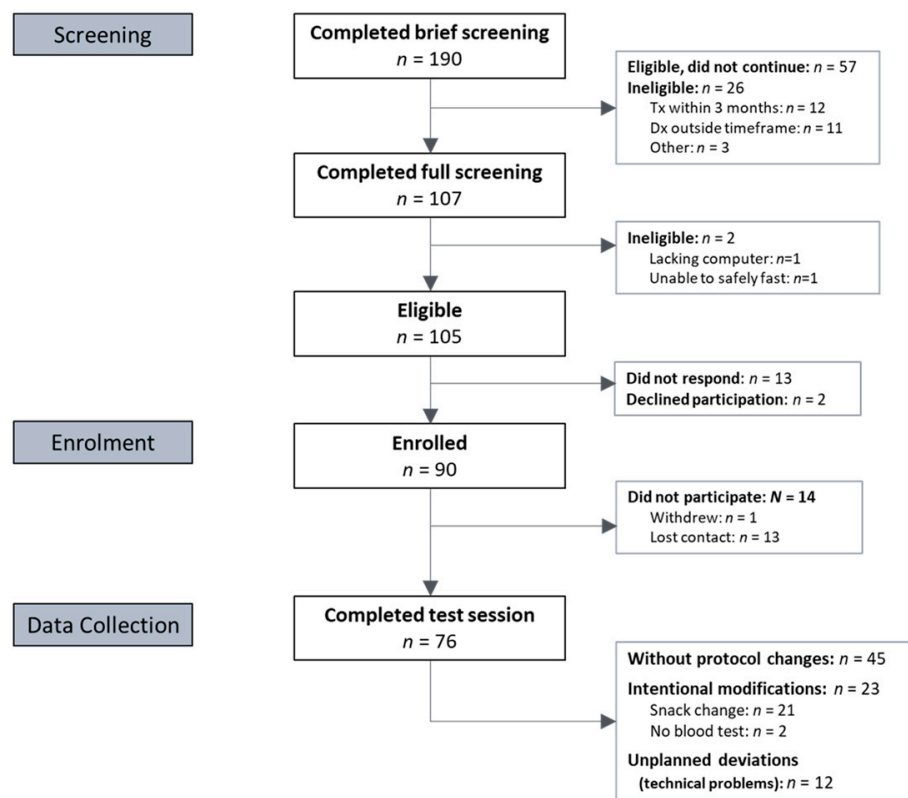 Screening
Completed brief screening
n = 190
Eligible, did not continue: n = 57
Ineligible: n = 26
Tx within 3 months: n = 12
Dx outside timeframe: n = 11
Other: n = 3
Completed full screening
n = 107
Ineligible: n = 2
Lacking computer: n=1
Unable to safely fast: n=1
Eligible
n = 105
Did not respond: n = 13
Declined participation: n = 2
Enrolment
Enrolled
n = 90
Did not participate: N = 14
Withdrew: n = 1
Lost contact: n = 13
Data Collection
Completed test session
n = 76
Without protocol changes: n = 45
Intentional modifications: n = 23
Snack change: n = 21
No blood test: n = 2
Unplanned deviations
(technical problems): n = 12